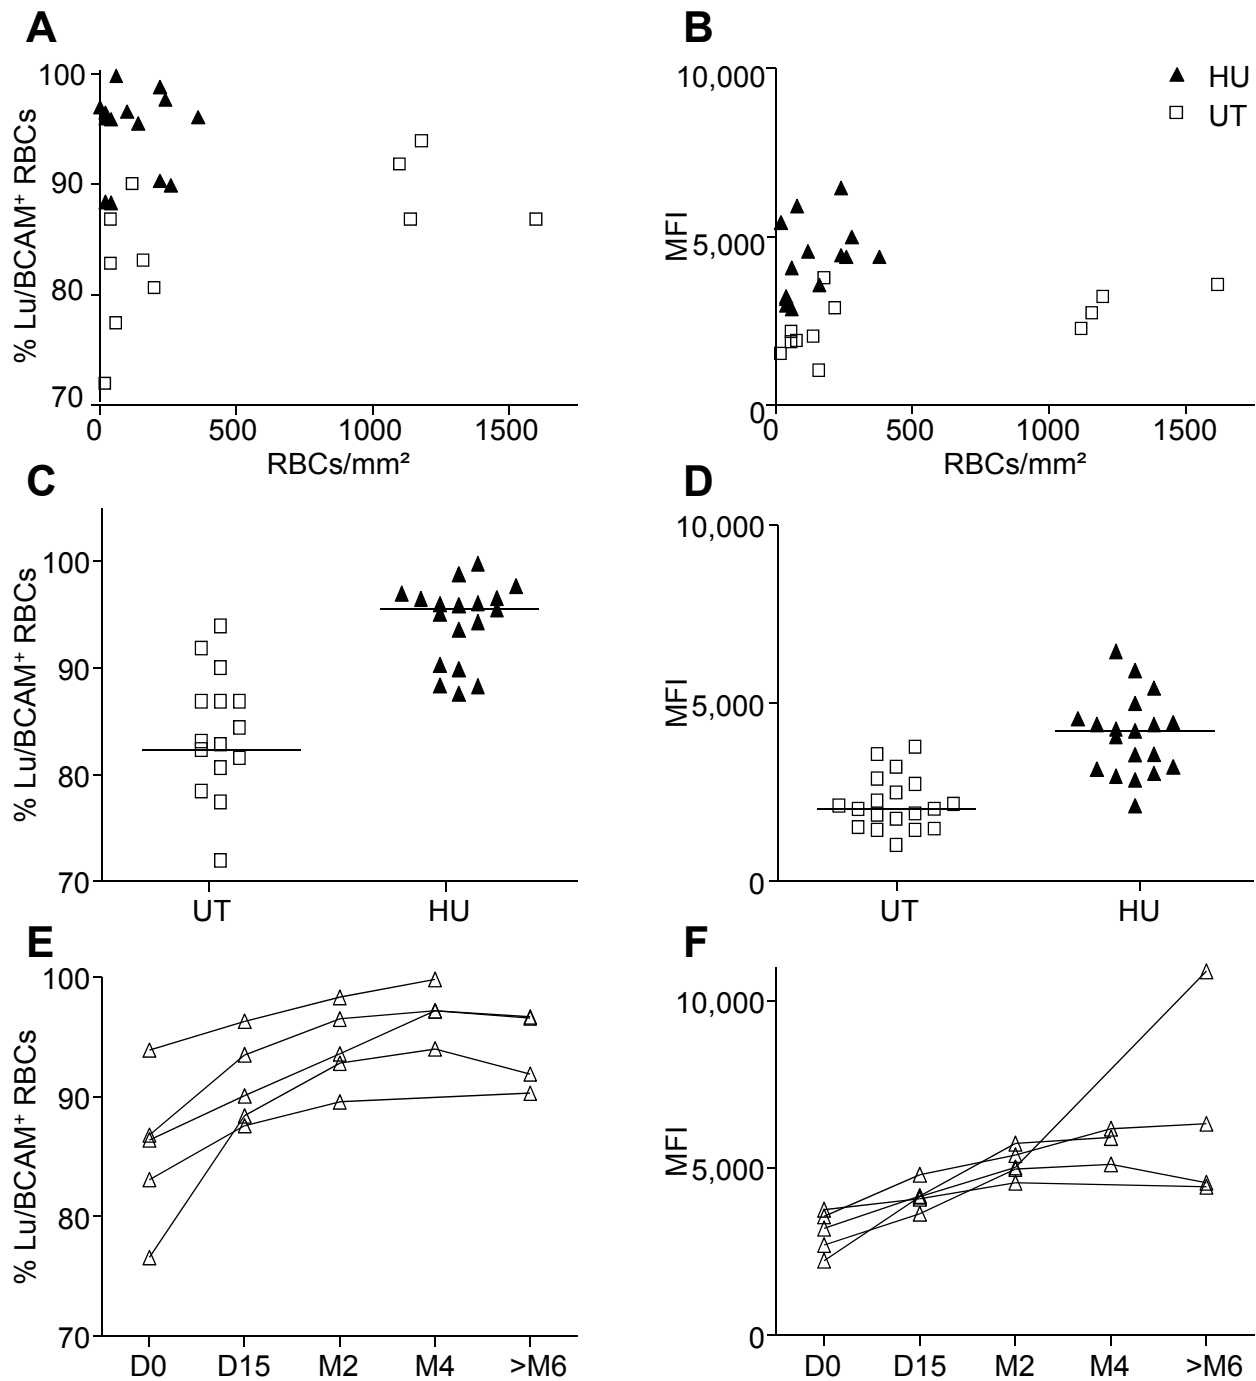 A
% Lu/BCAM⁺ RBCs
100
90
80
70
0 500 1000 1500
RBCs/mm²
B
HU
UT
MFI
10,000
5,000
0
0 500 1000 1500
RBCs/mm²
C
% Lu/BCAM⁺ RBCs
100
90
80
70
UT HU
D
MFI
10,000
5,000
0
UT HU
E
% Lu/BCAM⁺ RBCs
100
90
80
70
D0 D15 M2 M4 >M6
F
MFI
10,000
5,000
0
D0 D15 M2 M4 >M6